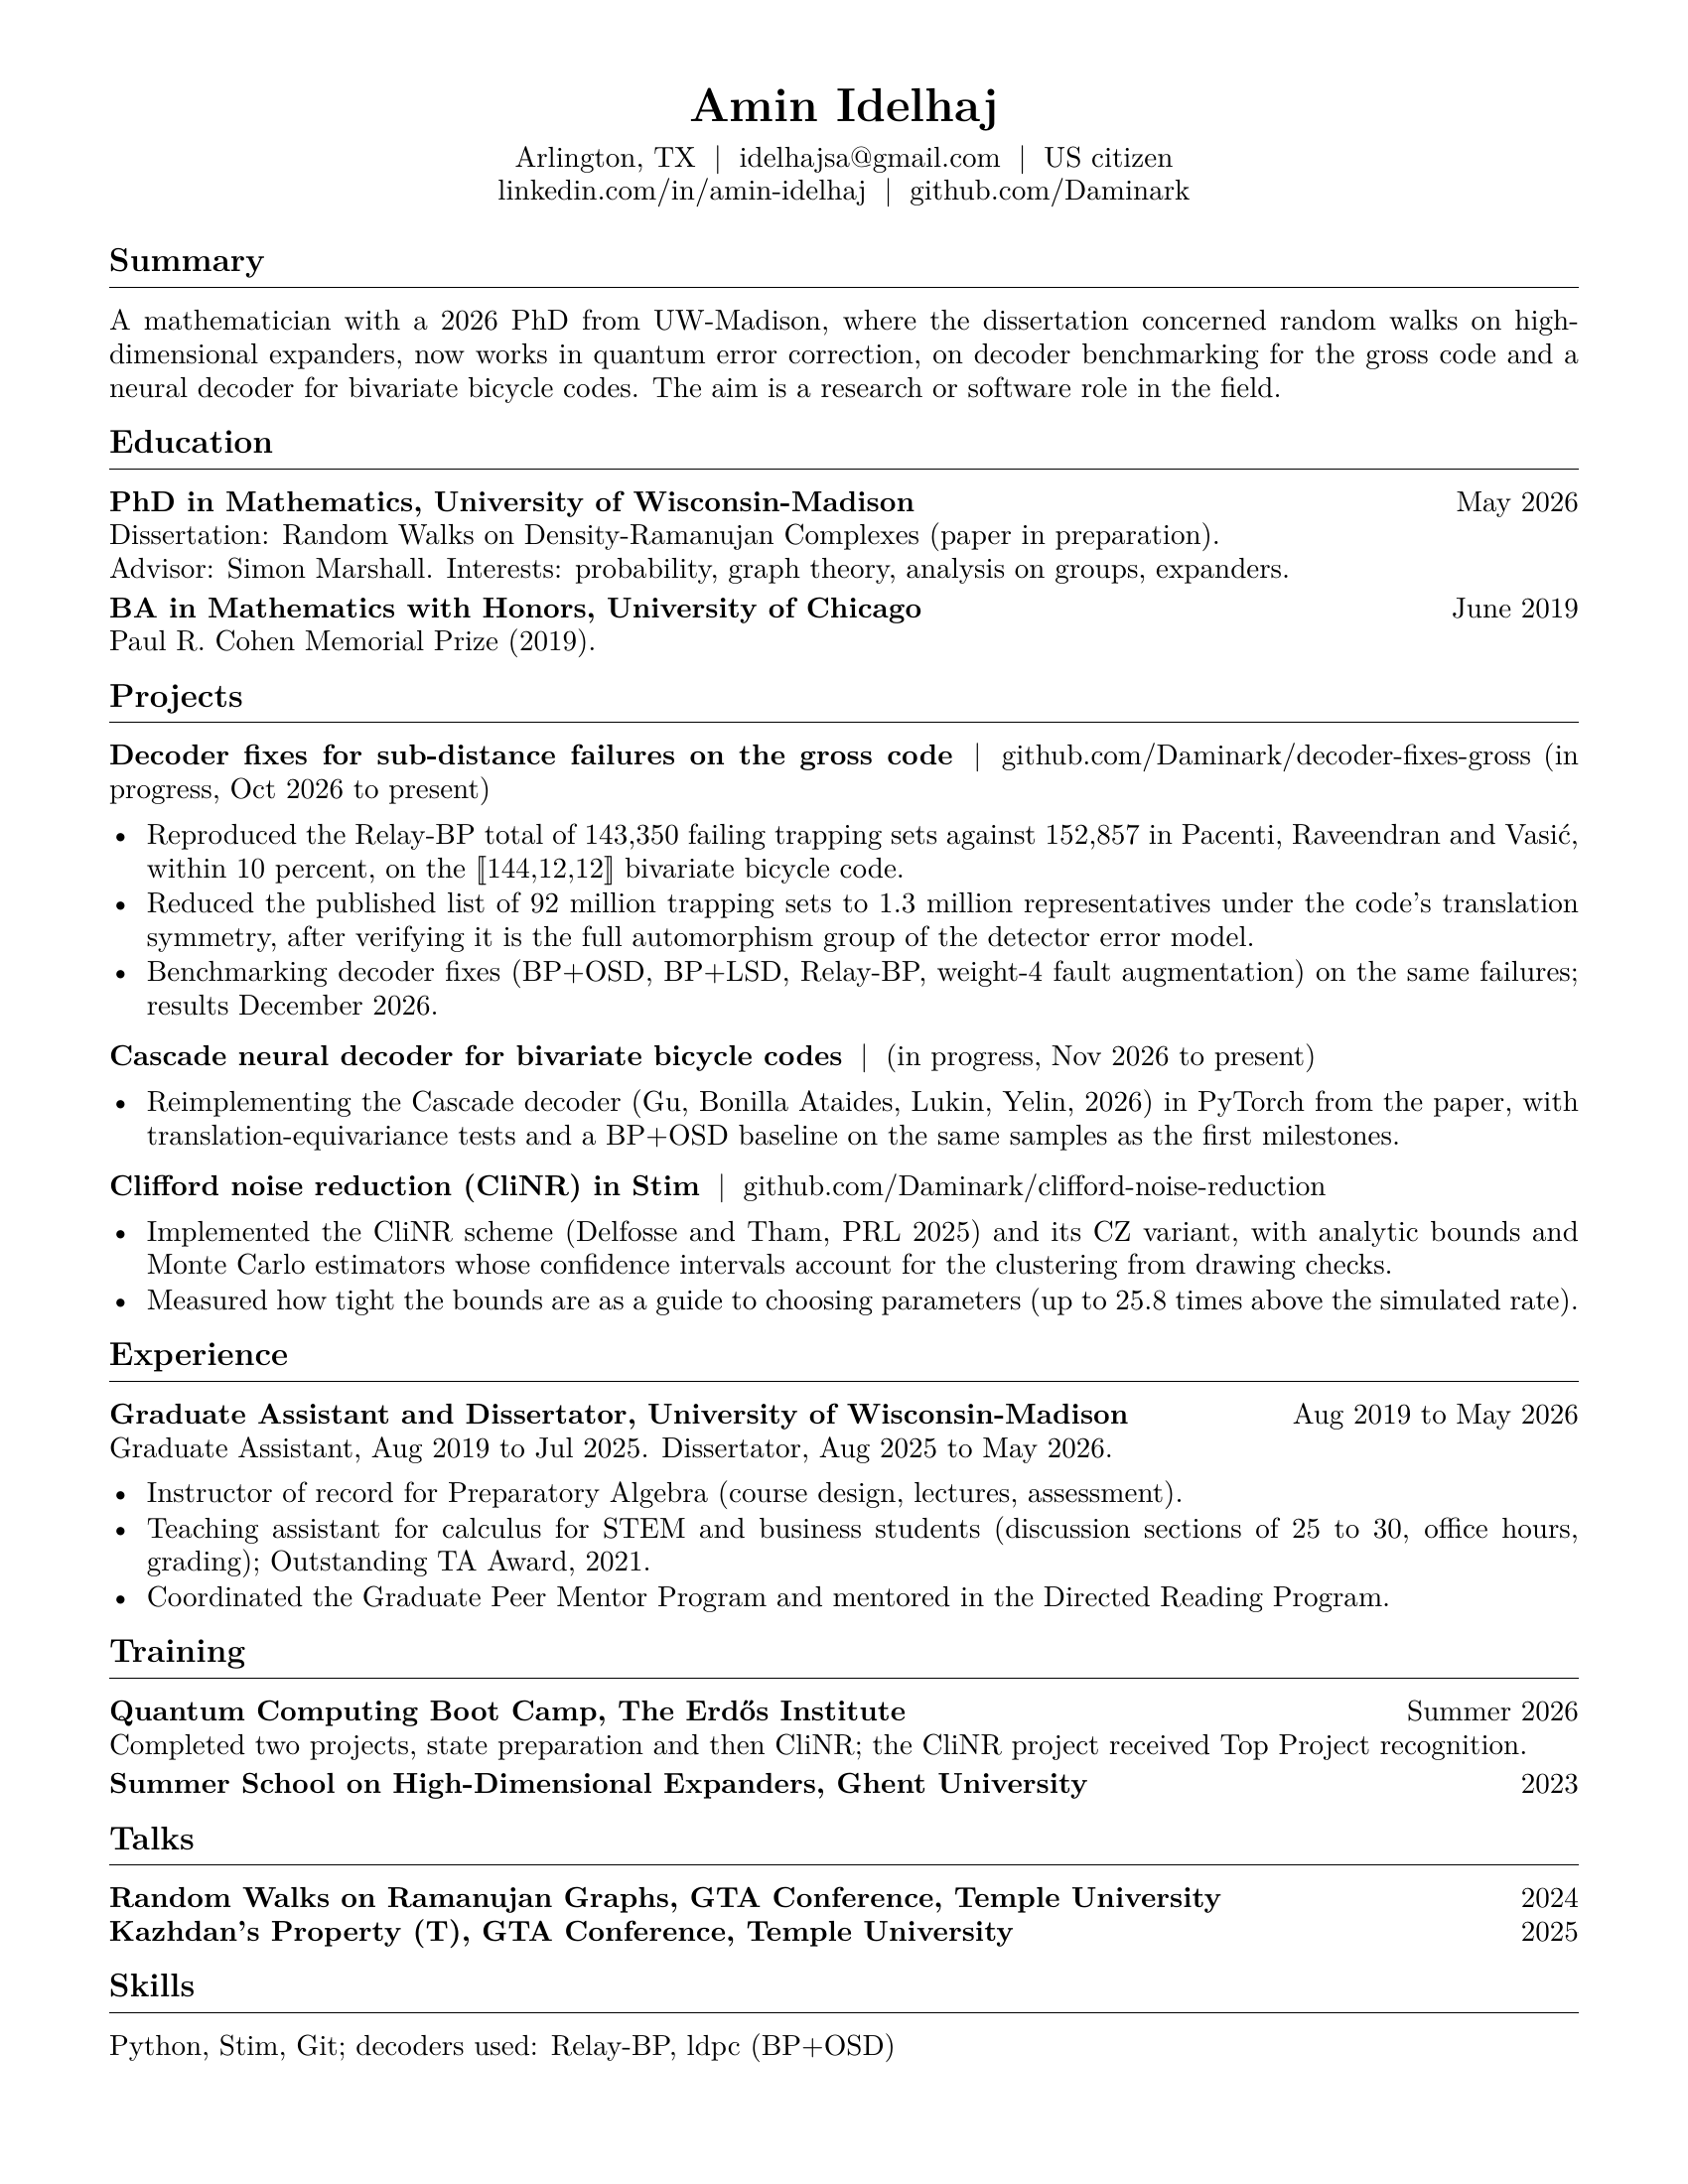 Amin Idelhaj
Arlington, TX | idelhajsa@gmail.com | US citizen
linkedin.com/in/amin-idelhaj | github.com/Daminark
Summary
A mathematician with a 2026 PhD from UW-Madison, where the dissertation concerned random walks on high-
dimensional expanders, now works in quantum error correction, on decoder benchmarking for the gross code and a
neural decoder for bivariate bicycle codes. The aim is a research or software role in the field.
Education
PhD in Mathematics, University of Wisconsin-Madison May 2026
Dissertation: Random Walks on Density-Ramanujan Complexes (paper in preparation).
Advisor: Simon Marshall. Interests: probability, graph theory, analysis on groups, expanders.
BA in Mathematics with Honors, University of Chicago June 2019
Paul R. Cohen Memorial Prize (2019).
Projects
Decoder fixes for sub-distance failures on the gross code | github.com/Daminark/decoder-fixes-gross (in
progress, Oct 2026 to present)
• Reproduced the Relay-BP total of 143,350 failing trapping sets against 152,857 in Pacenti, Raveendran and Vasić,
within 10 percent, on the ⟦144,12,12⟧ bivariate bicycle code.
• Reduced the published list of 92 million trapping sets to 1.3 million representatives under the code's translation
symmetry, after verifying it is the full automorphism group of the detector error model.
• Benchmarking decoder fixes (BP+OSD, BP+LSD, Relay-BP, weight-4 fault augmentation) on the same failures;
results December 2026.
Cascade neural decoder for bivariate bicycle codes | (in progress, Nov 2026 to present)
• Reimplementing the Cascade decoder (Gu, Bonilla Ataides, Lukin, Yelin, 2026) in PyTorch from the paper, with
translation-equivariance tests and a BP+OSD baseline on the same samples as the first milestones.
Clifford noise reduction (CliNR) in Stim | github.com/Daminark/clifford-noise-reduction
• Implemented the CliNR scheme (Delfosse and Tham, PRL 2025) and its CZ variant, with analytic bounds and
Monte Carlo estimators whose confidence intervals account for the clustering from drawing checks.
• Measured how tight the bounds are as a guide to choosing parameters (up to 25.8 times above the simulated rate).
Experience
Graduate Assistant and Dissertator, University of Wisconsin-Madison Aug 2019 to May 2026
Graduate Assistant, Aug 2019 to Jul 2025. Dissertator, Aug 2025 to May 2026.
• Instructor of record for Preparatory Algebra (course design, lectures, assessment).
• Teaching assistant for calculus for STEM and business students (discussion sections of 25 to 30, office hours,
grading); Outstanding TA Award, 2021.
• Coordinated the Graduate Peer Mentor Program and mentored in the Directed Reading Program.
Training
Quantum Computing Boot Camp, The Erdős Institute Summer 2026
Completed two projects, state preparation and then CliNR; the CliNR project received Top Project recognition.
Summer School on High-Dimensional Expanders, Ghent University 2023
Talks
Random Walks on Ramanujan Graphs, GTA Conference, Temple University 2024
Kazhdan's Property (T), GTA Conference, Temple University 2025
Skills
Python, Stim, Git; decoders used: Relay-BP, ldpc (BP+OSD)